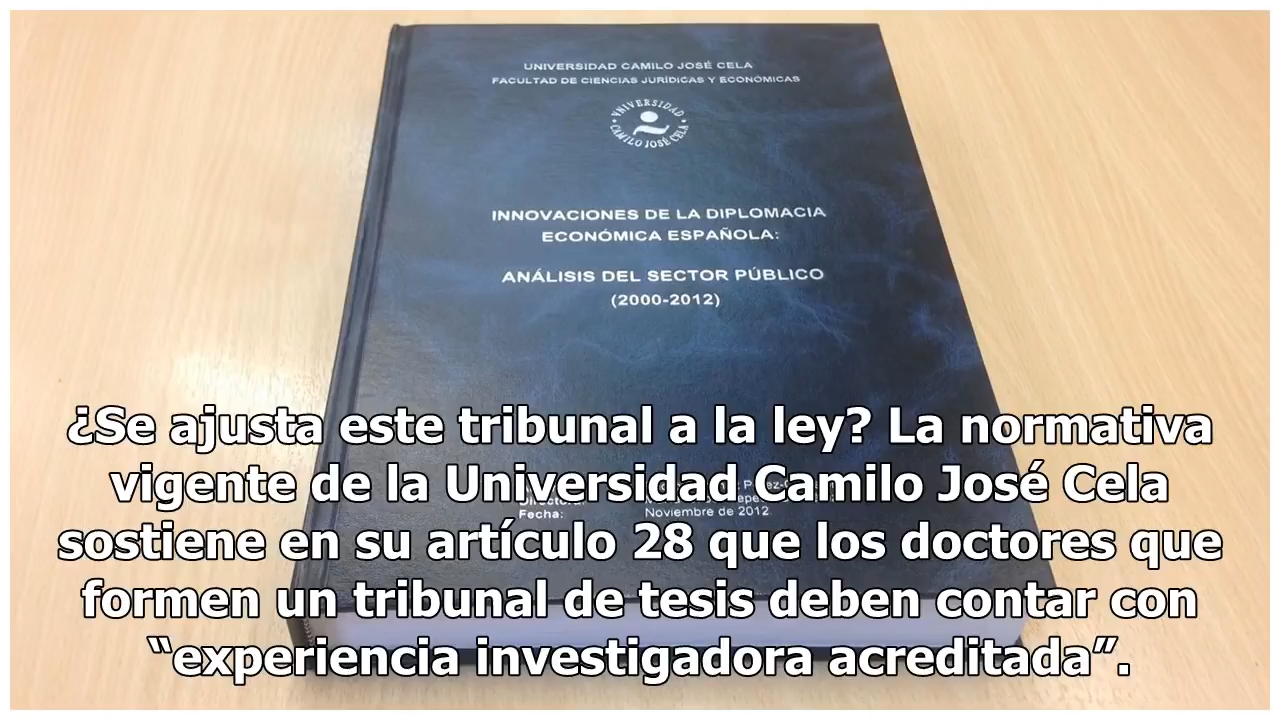 UNIVERSIDAD CAMILO JOSÉ CELA
FACULTAD DE CIENCIAS JURÍDICAS Y ECONÓMICAS
UNIVERSIDAD
CAMILO JOSÉ CELA
INNOVACIONES DE LA DIPLOMACIA
ECONÓMICA ESPAÑOLA:
ANÁLISIS DEL SECTOR PÚBLICO
(2000-2012)
¿Se ajusta este tribunal a la ley? La normativa
vigente de la Universidad Camilo José Cela
Fecha: Noviembre de 2012
sostiene en su artículo 28 que los doctores que
formen un tribunal de tesis deben contar con
“experiencia investigadora acreditada”.